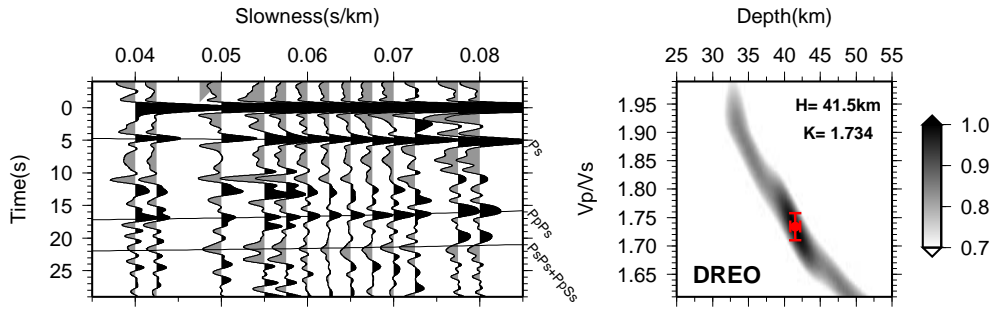 Slowness(s/km)
0.04 0.05 0.06 0.07 0.08
Time(s)
0
5
10
15
20
25
Ps
PpPs
PsPs+PpSs
Depth(km)
25 30 35 40 45 50 55
Vp/Vs
1.95
1.90
1.85
1.80
1.75
1.70
1.65
H= 41.5km
K= 1.734
DREO
1.0
0.9
0.8
0.7